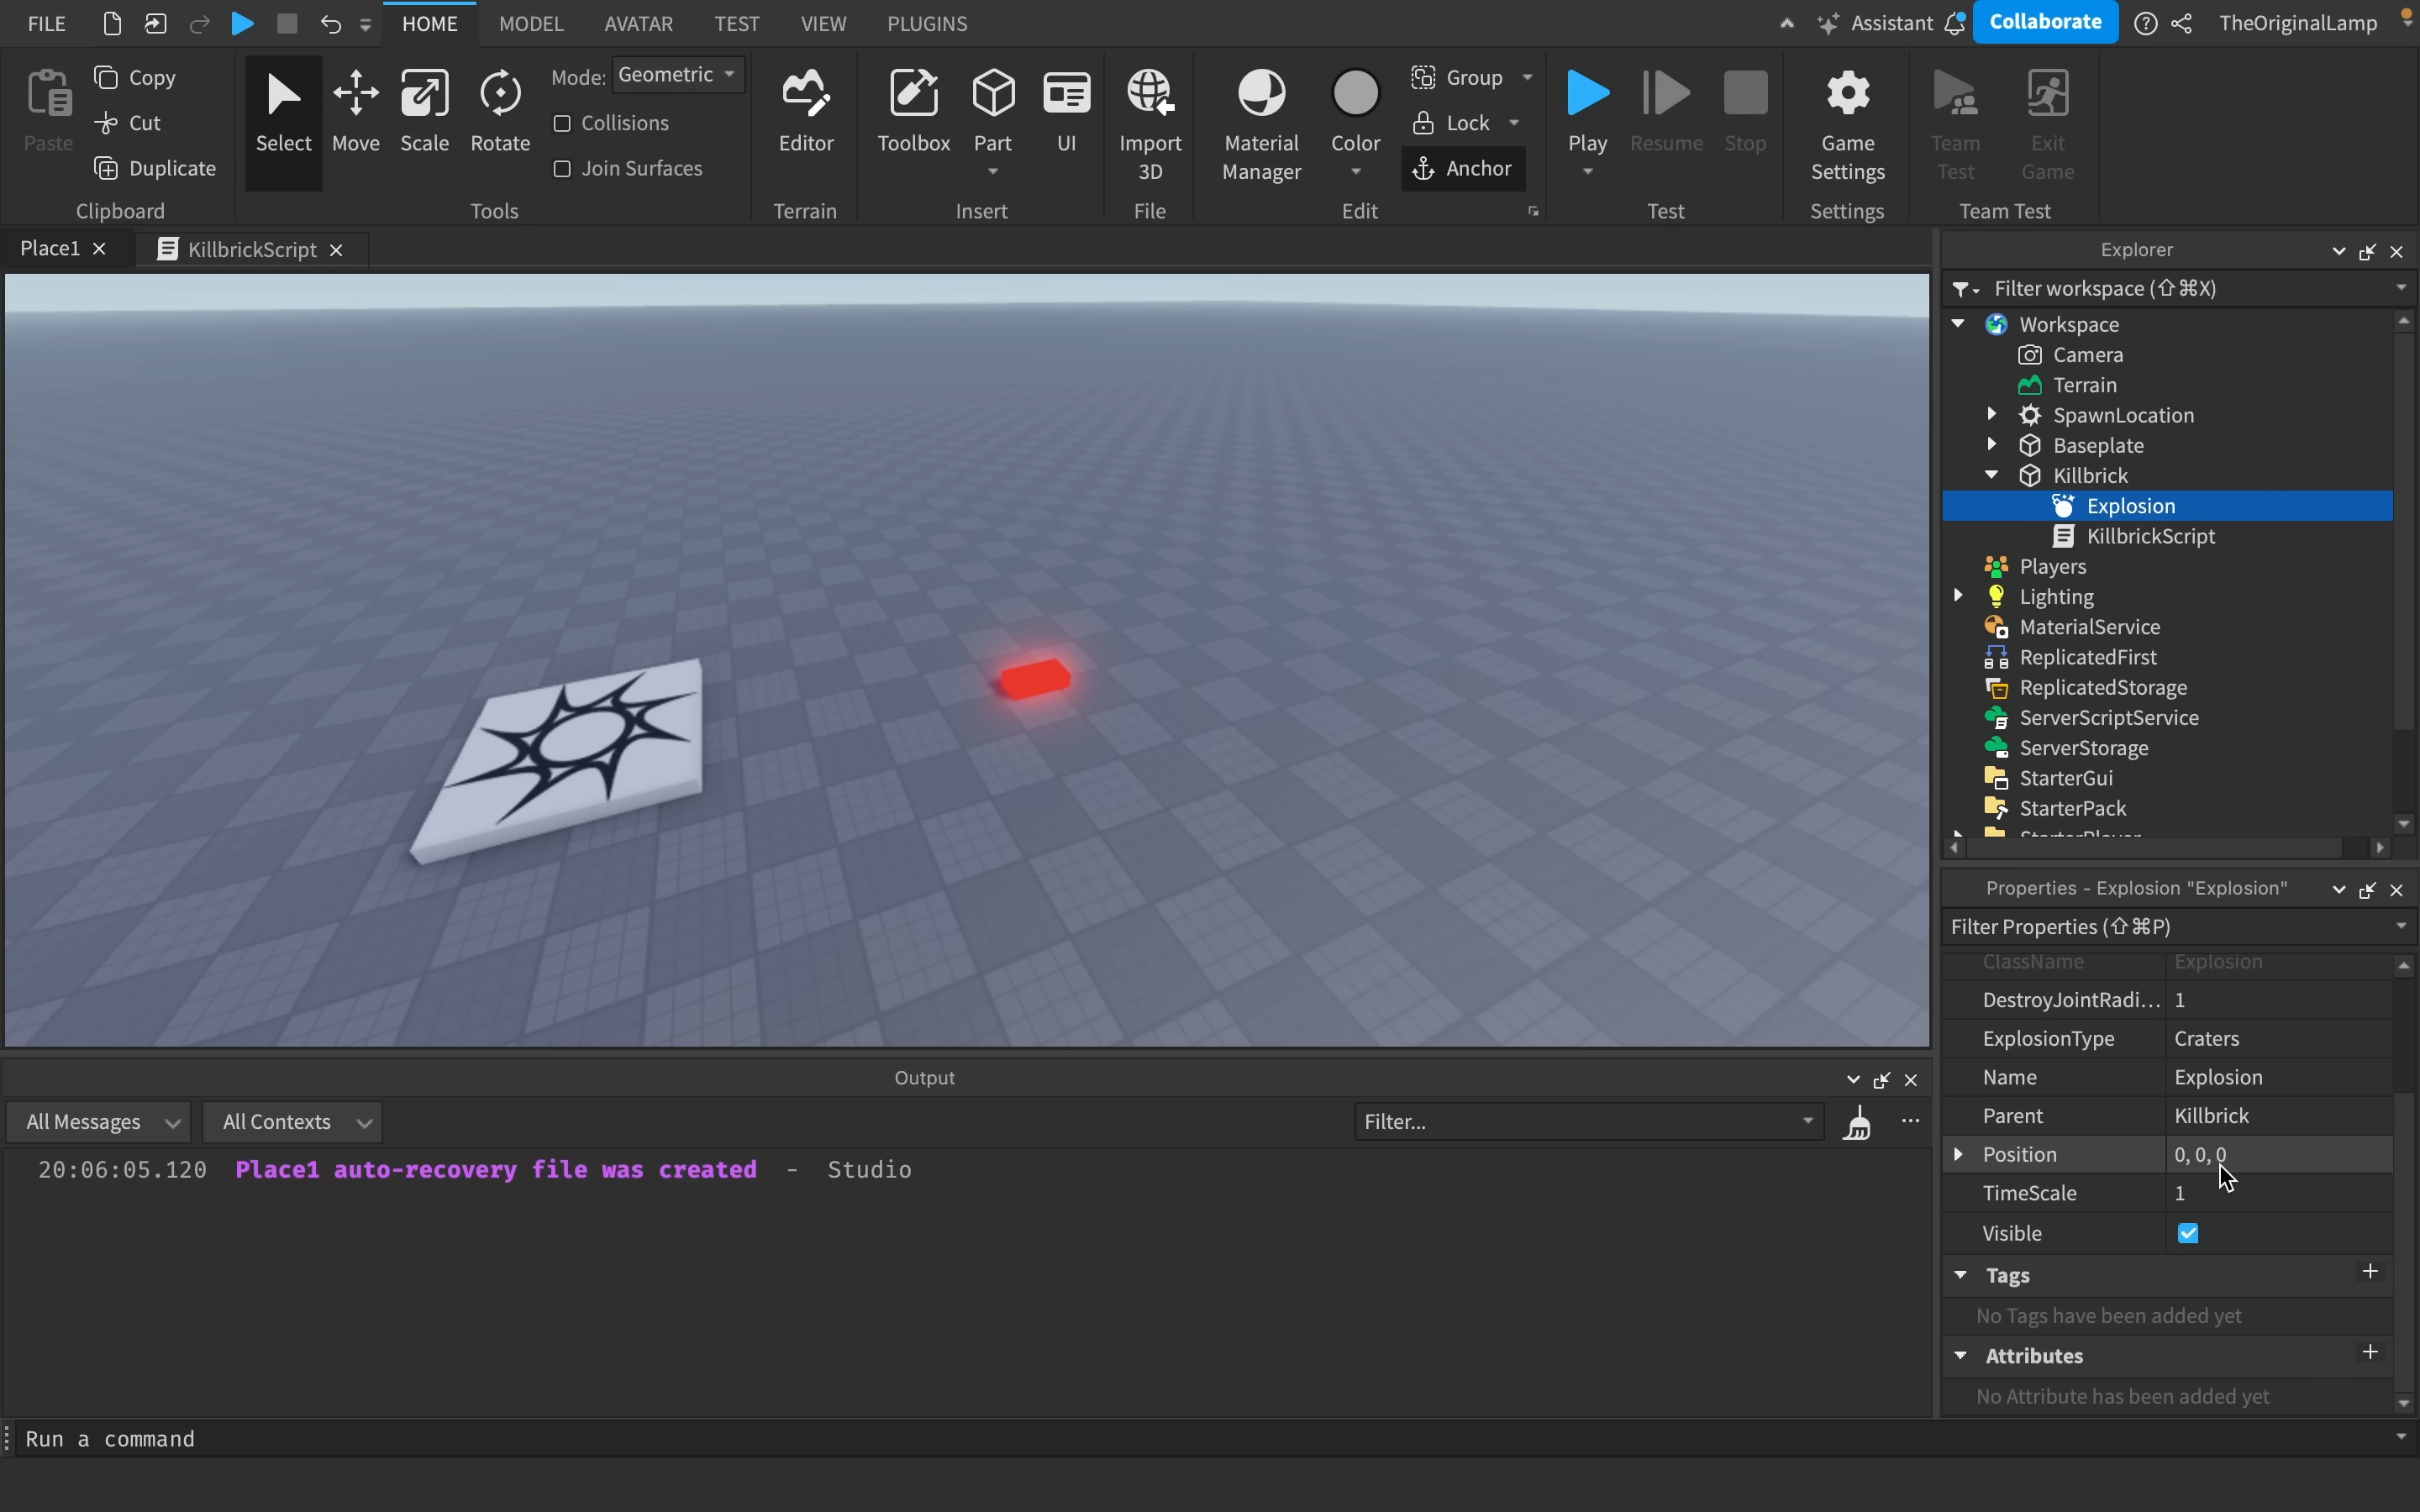 FILE
HOME
MODEL
AVATAR
TEST
VIEW
PLUGINS
Assistant
Collaborate
TheOriginalLamp
Paste
Copy
Cut
Duplicate
Clipboard
Select
Move
Scale
Rotate
Mode:
Geometric
Collisions
Join Surfaces
Tools
Editor
Terrain
Toolbox
Part
UI
Insert
Import
3D
File
Material
Manager
Color
Group
Lock
Anchor
Edit
Play
Resume
Stop
Test
Game
Settings
Settings
Team
Test
Exit
Game
Team Test
Place1
KillbrickScript
Explorer
Filter workspace (⇧⌘X)
Workspace
Camera
Terrain
SpawnLocation
Baseplate
Killbrick
Explosion
KillbrickScript
Players
Lighting
MaterialService
ReplicatedFirst
ReplicatedStorage
ServerScriptService
ServerStorage
StarterGui
StarterPack
StarterPlayer
Properties - Explosion "Explosion"
Filter Properties (⇧⌘P)
ClassName Explosion
DestroyJointRadi... 1
ExplosionType Craters
Name Explosion
Parent Killbrick
Position 0, 0, 0
TimeScale 1
Visible
Tags
No Tags have been added yet
Attributes
No Attribute has been added yet
Output
All Messages
All Contexts
Filter...
20:06:05.120 Place1 auto-recovery file was created - Studio
Run a command